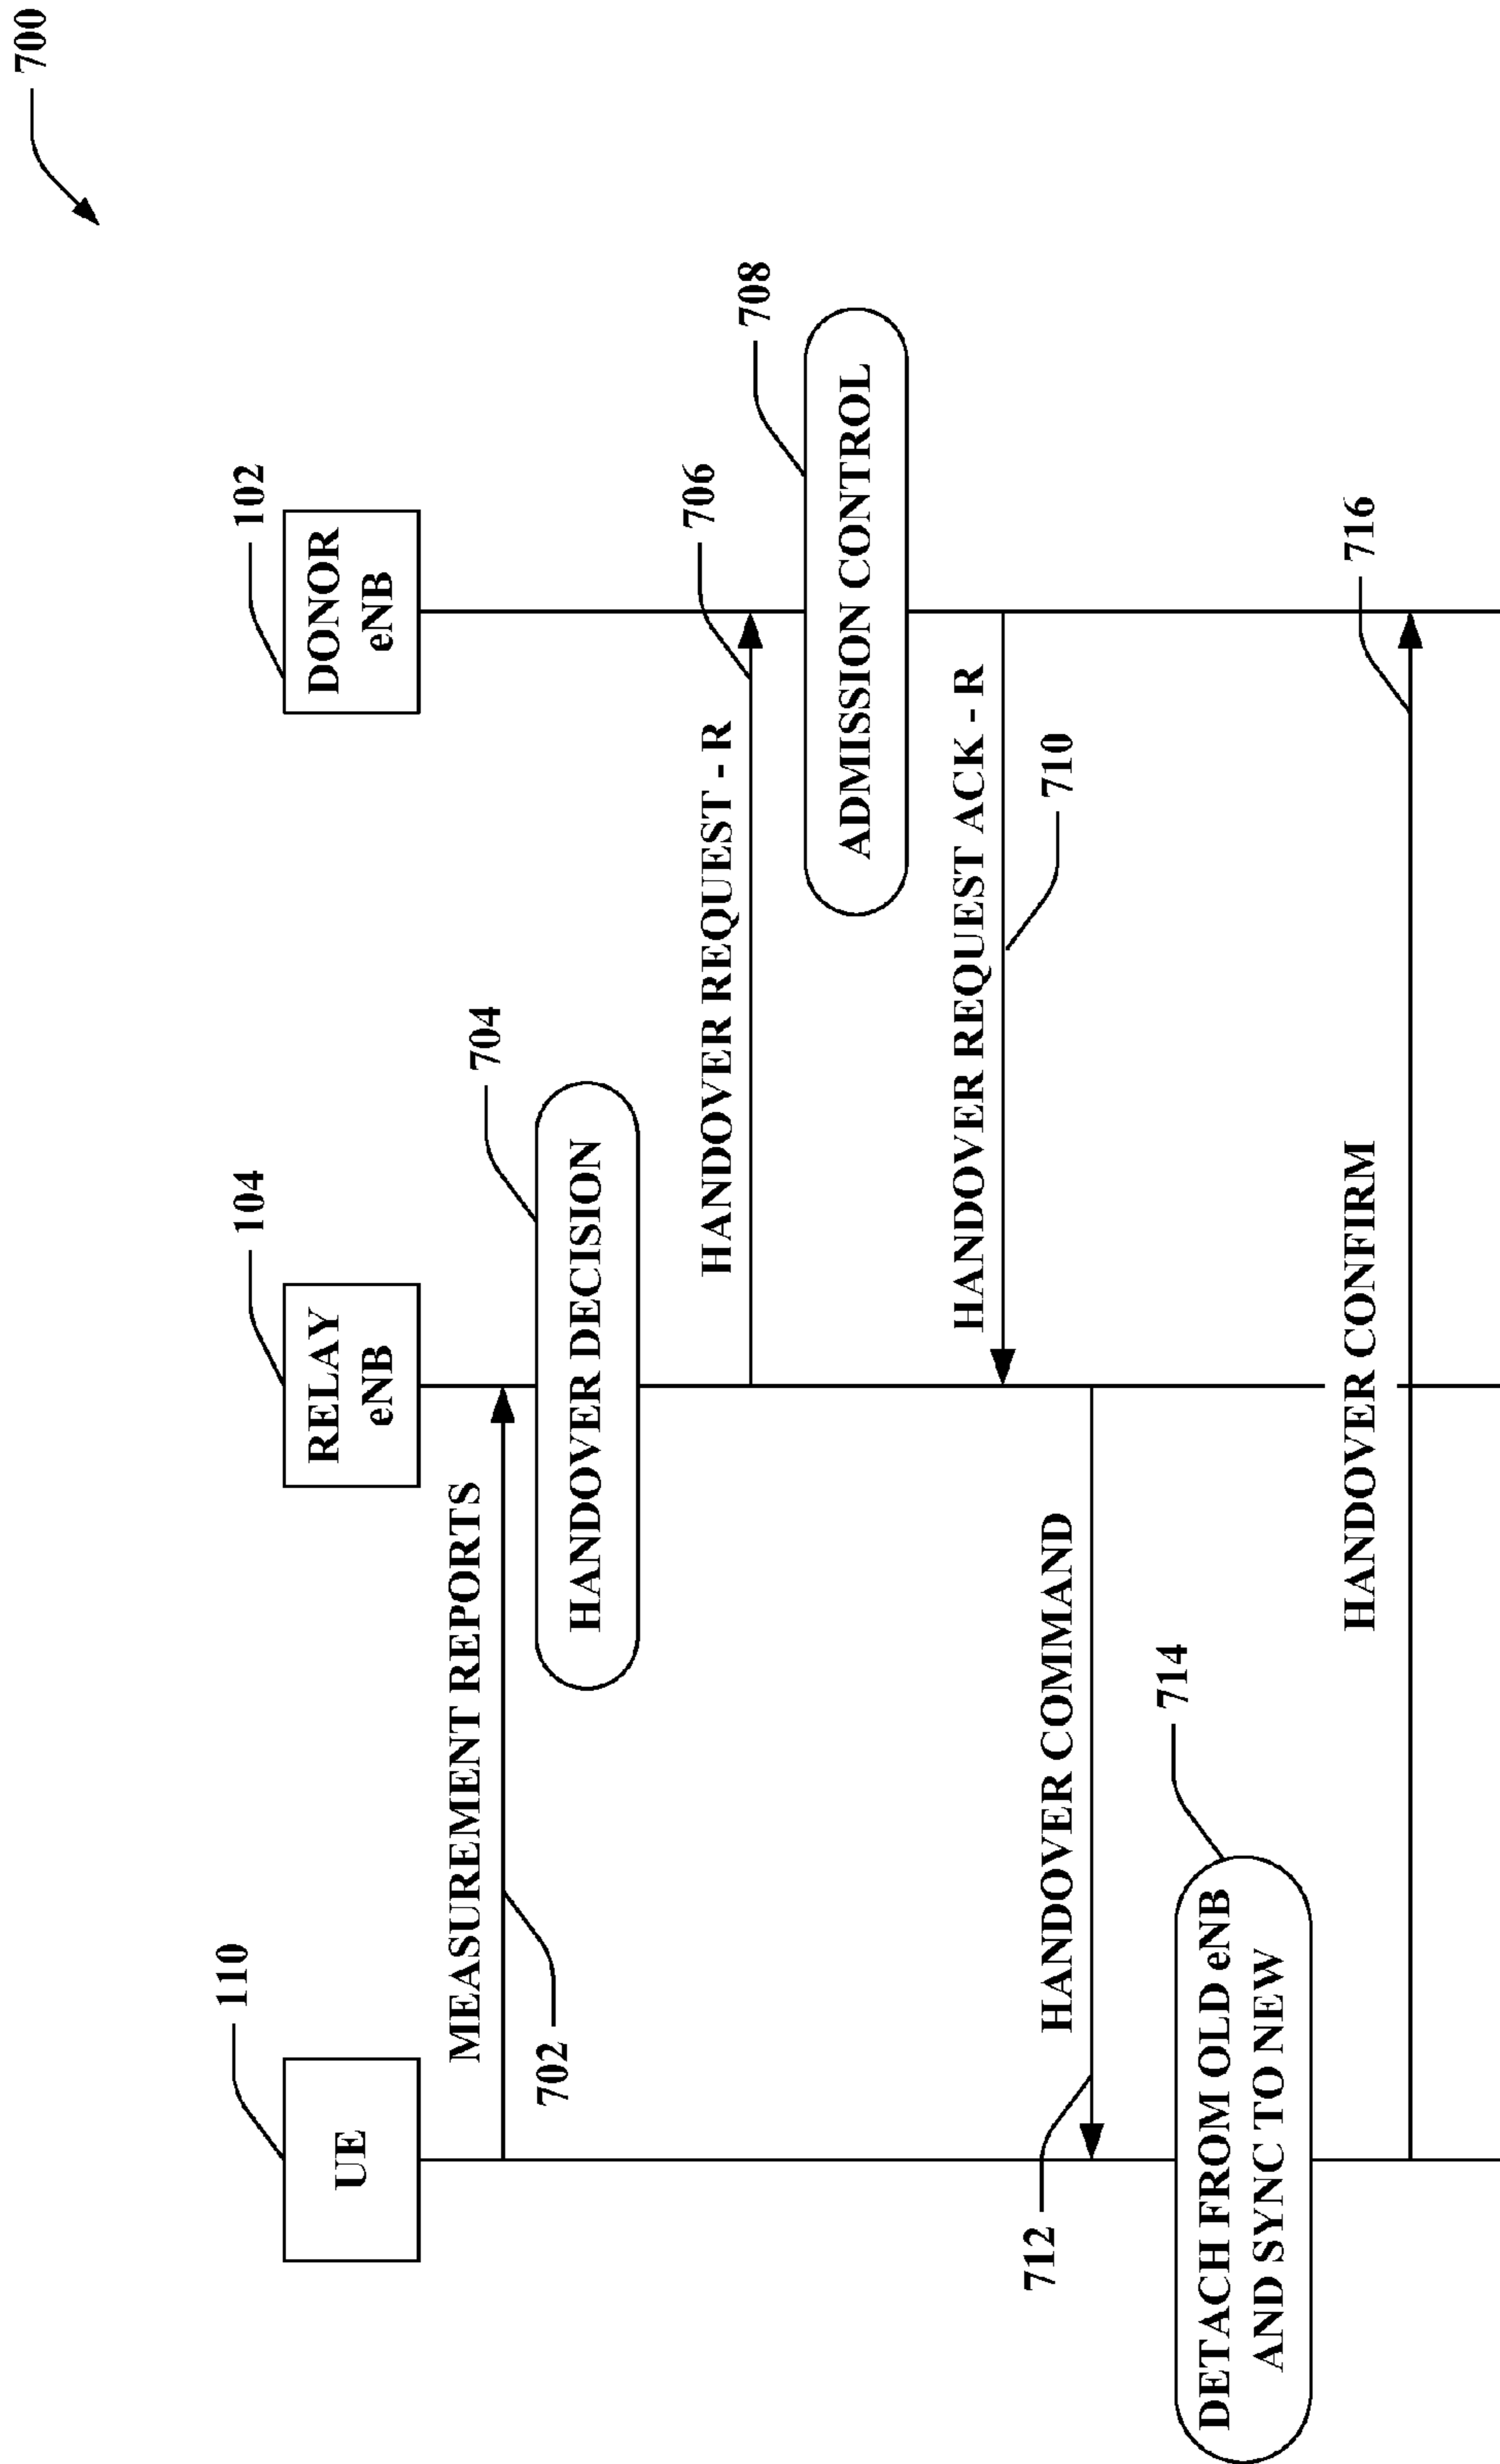 700
110
104
102
UE
RELAY
eNB
DONOR
eNB
MEASUREMENT REPORTS
702
704
HANDOVER DECISION
706
HANDOVER REQUEST - R
708
ADMISSION CONTROL
HANDOVER REQUEST ACK - R
710
HANDOVER COMMAND
712
714
DETACH FROM OLD eNB
AND SYNC TO NEW
716
HANDOVER CONFIRM